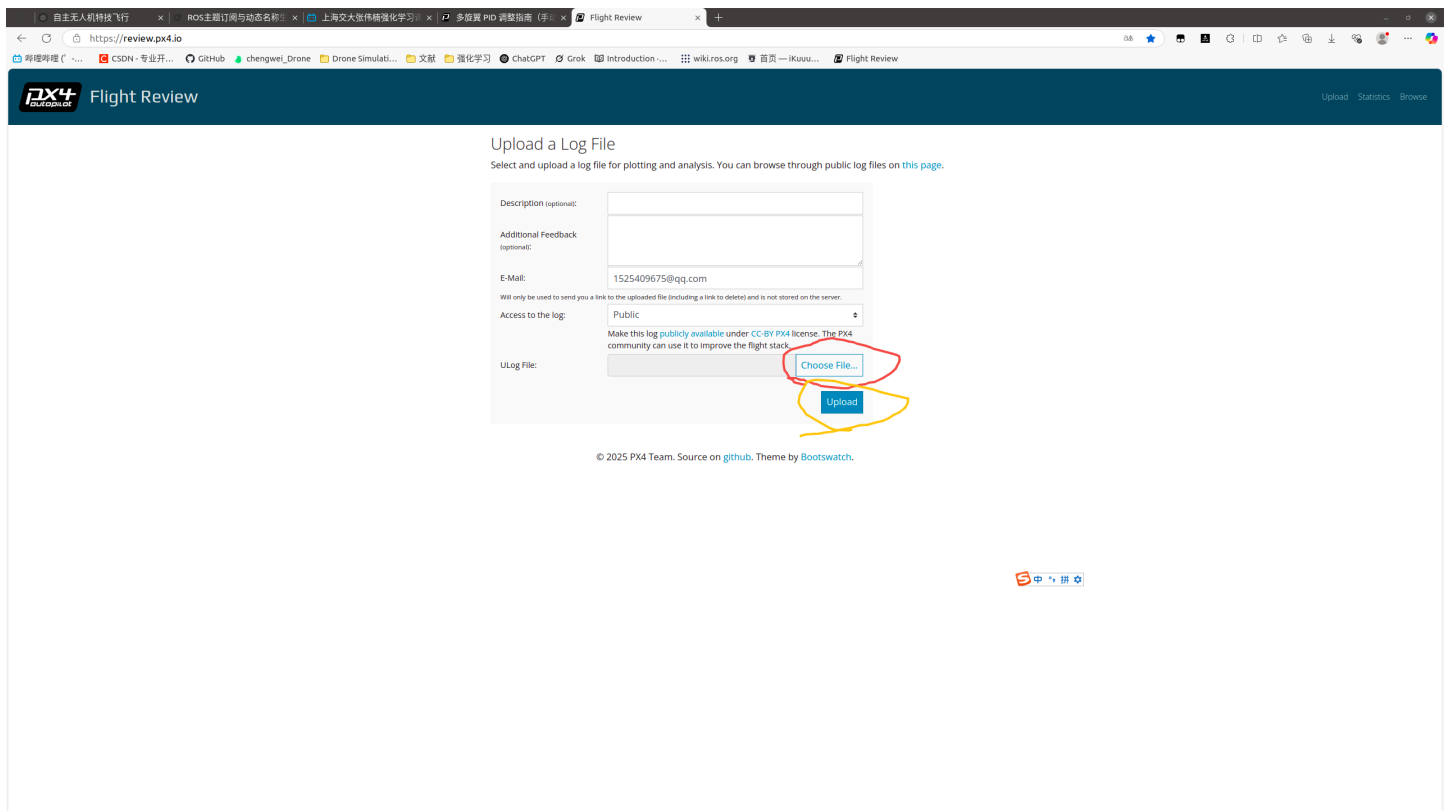 自主无人机特技飞行
ROS主题订阅与动态名称生
上海交大张伟楠强化学习课
多旋翼 PID 调整指南（手动
Flight Review
https://review.px4.io
哔哩哔哩 (゜-...
CSDN - 专业开...
GitHub
chengwei_Drone
Drone Simulati...
文献
强化学习
ChatGPT
Grok
Introduction -...
wiki.ros.org
首页 — iKuuu...
Flight Review
PX4
autopilot
Flight Review
Upload
Statistics
Browse
Upload a Log File
Select and upload a log file for plotting and analysis. You can browse through public log files on this page.
Description (optional):
Additional Feedback
(optional):
E-Mail:
1525409675@qq.com
Will only be used to send you a link to the uploaded file (including a link to delete) and is not stored on the server.
Access to the log:
Public
Make this log publicly available under CC-BY PX4 license. The PX4
community can use it to improve the flight stack.
ULog File:
Choose File...
Upload
© 2025 PX4 Team. Source on github. Theme by Bootswatch.
中 拼